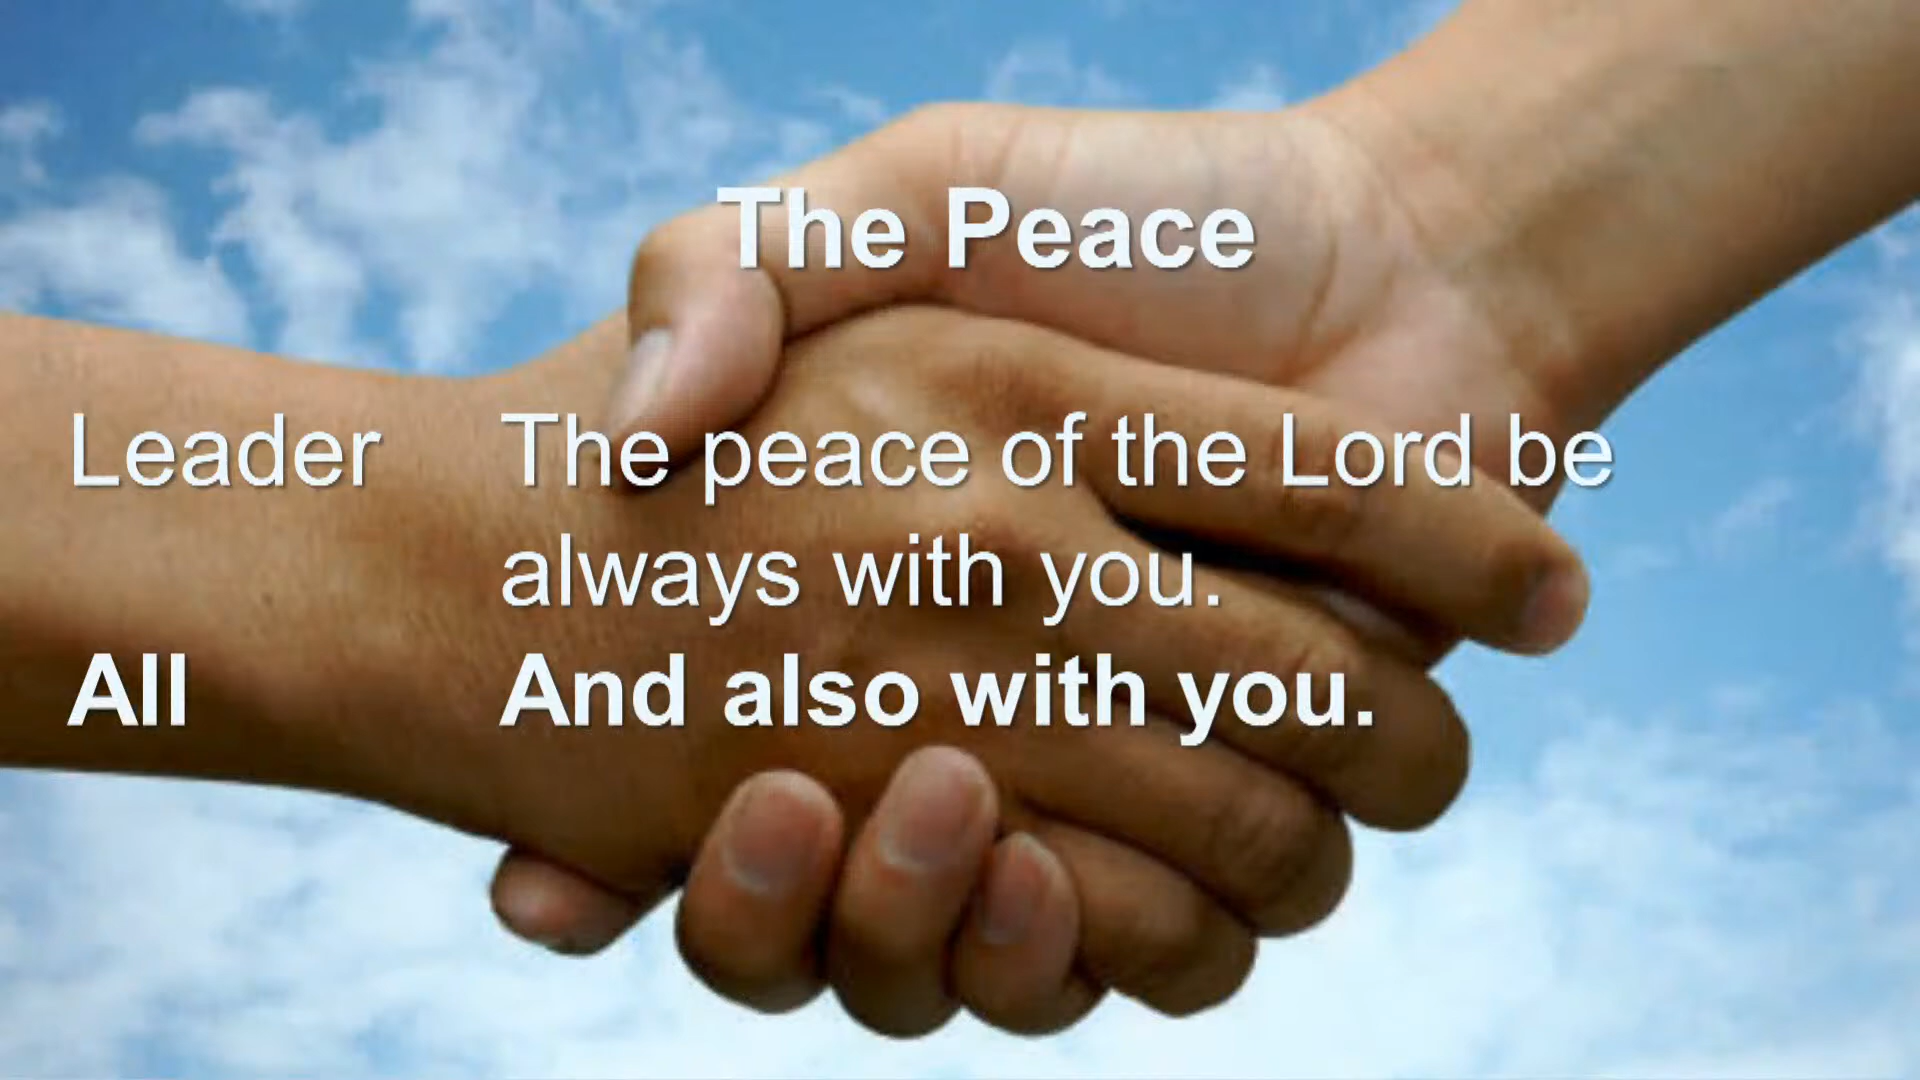 The Peace
Leader The peace of the Lord be
always with you.
All And also with you.